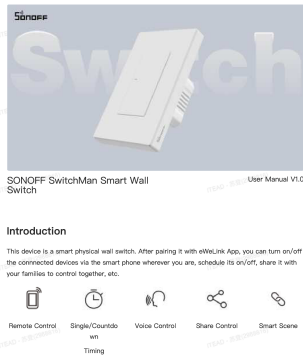 SONOFF
Switch
SONOFF
SONOFF SwitchMan Smart Wall
Switch
User Manual V1.0
Introduction
This device is a smart physical wall switch. After pairing it with eWeLink App, you can turn on/off
the connnected devices via the smart phone wherever you are, schedule its on/off, share it with
your families to control together, etc.
Remote Control
Single/Countdo
wn
Timing
Voice Control
Share Control
Smart Scene